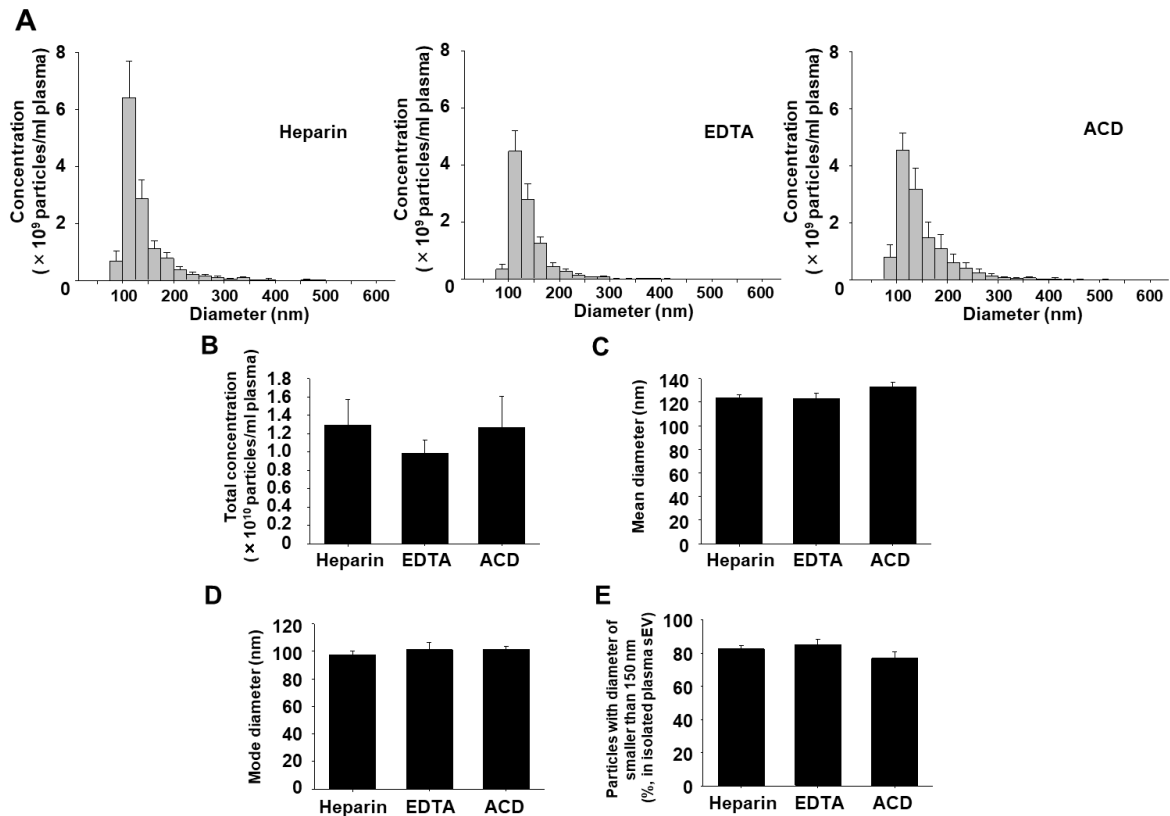 A
Concentration
(×10⁹ particles/ml plasma)
8
6
4
2
0
Heparin
100 200 300 400 500 600
Diameter (nm)
Concentration
(×10⁹ particles/ml plasma)
8
6
4
2
0
EDTA
100 200 300 400 500 600
Diameter (nm)
Concentration
(×10⁹ particles/ml plasma)
8
6
4
2
0
ACD
100 200 300 400 500 600
Diameter (nm)
B
Total concentration
(×10¹⁰ particles/ml plasma)
1.8
1.6
1.4
1.2
1.0
0.8
0.6
0.4
0.2
0
Heparin EDTA ACD
C
Mean diameter (nm)
140
120
100
80
60
40
20
0
Heparin EDTA ACD
D
Mode diameter (nm)
120
100
80
60
40
20
0
Heparin EDTA ACD
E
Particles with diameter of
smaller than 150 nm
(%, in isolated plasma sEV)
100
80
60
40
20
0
Heparin EDTA ACD